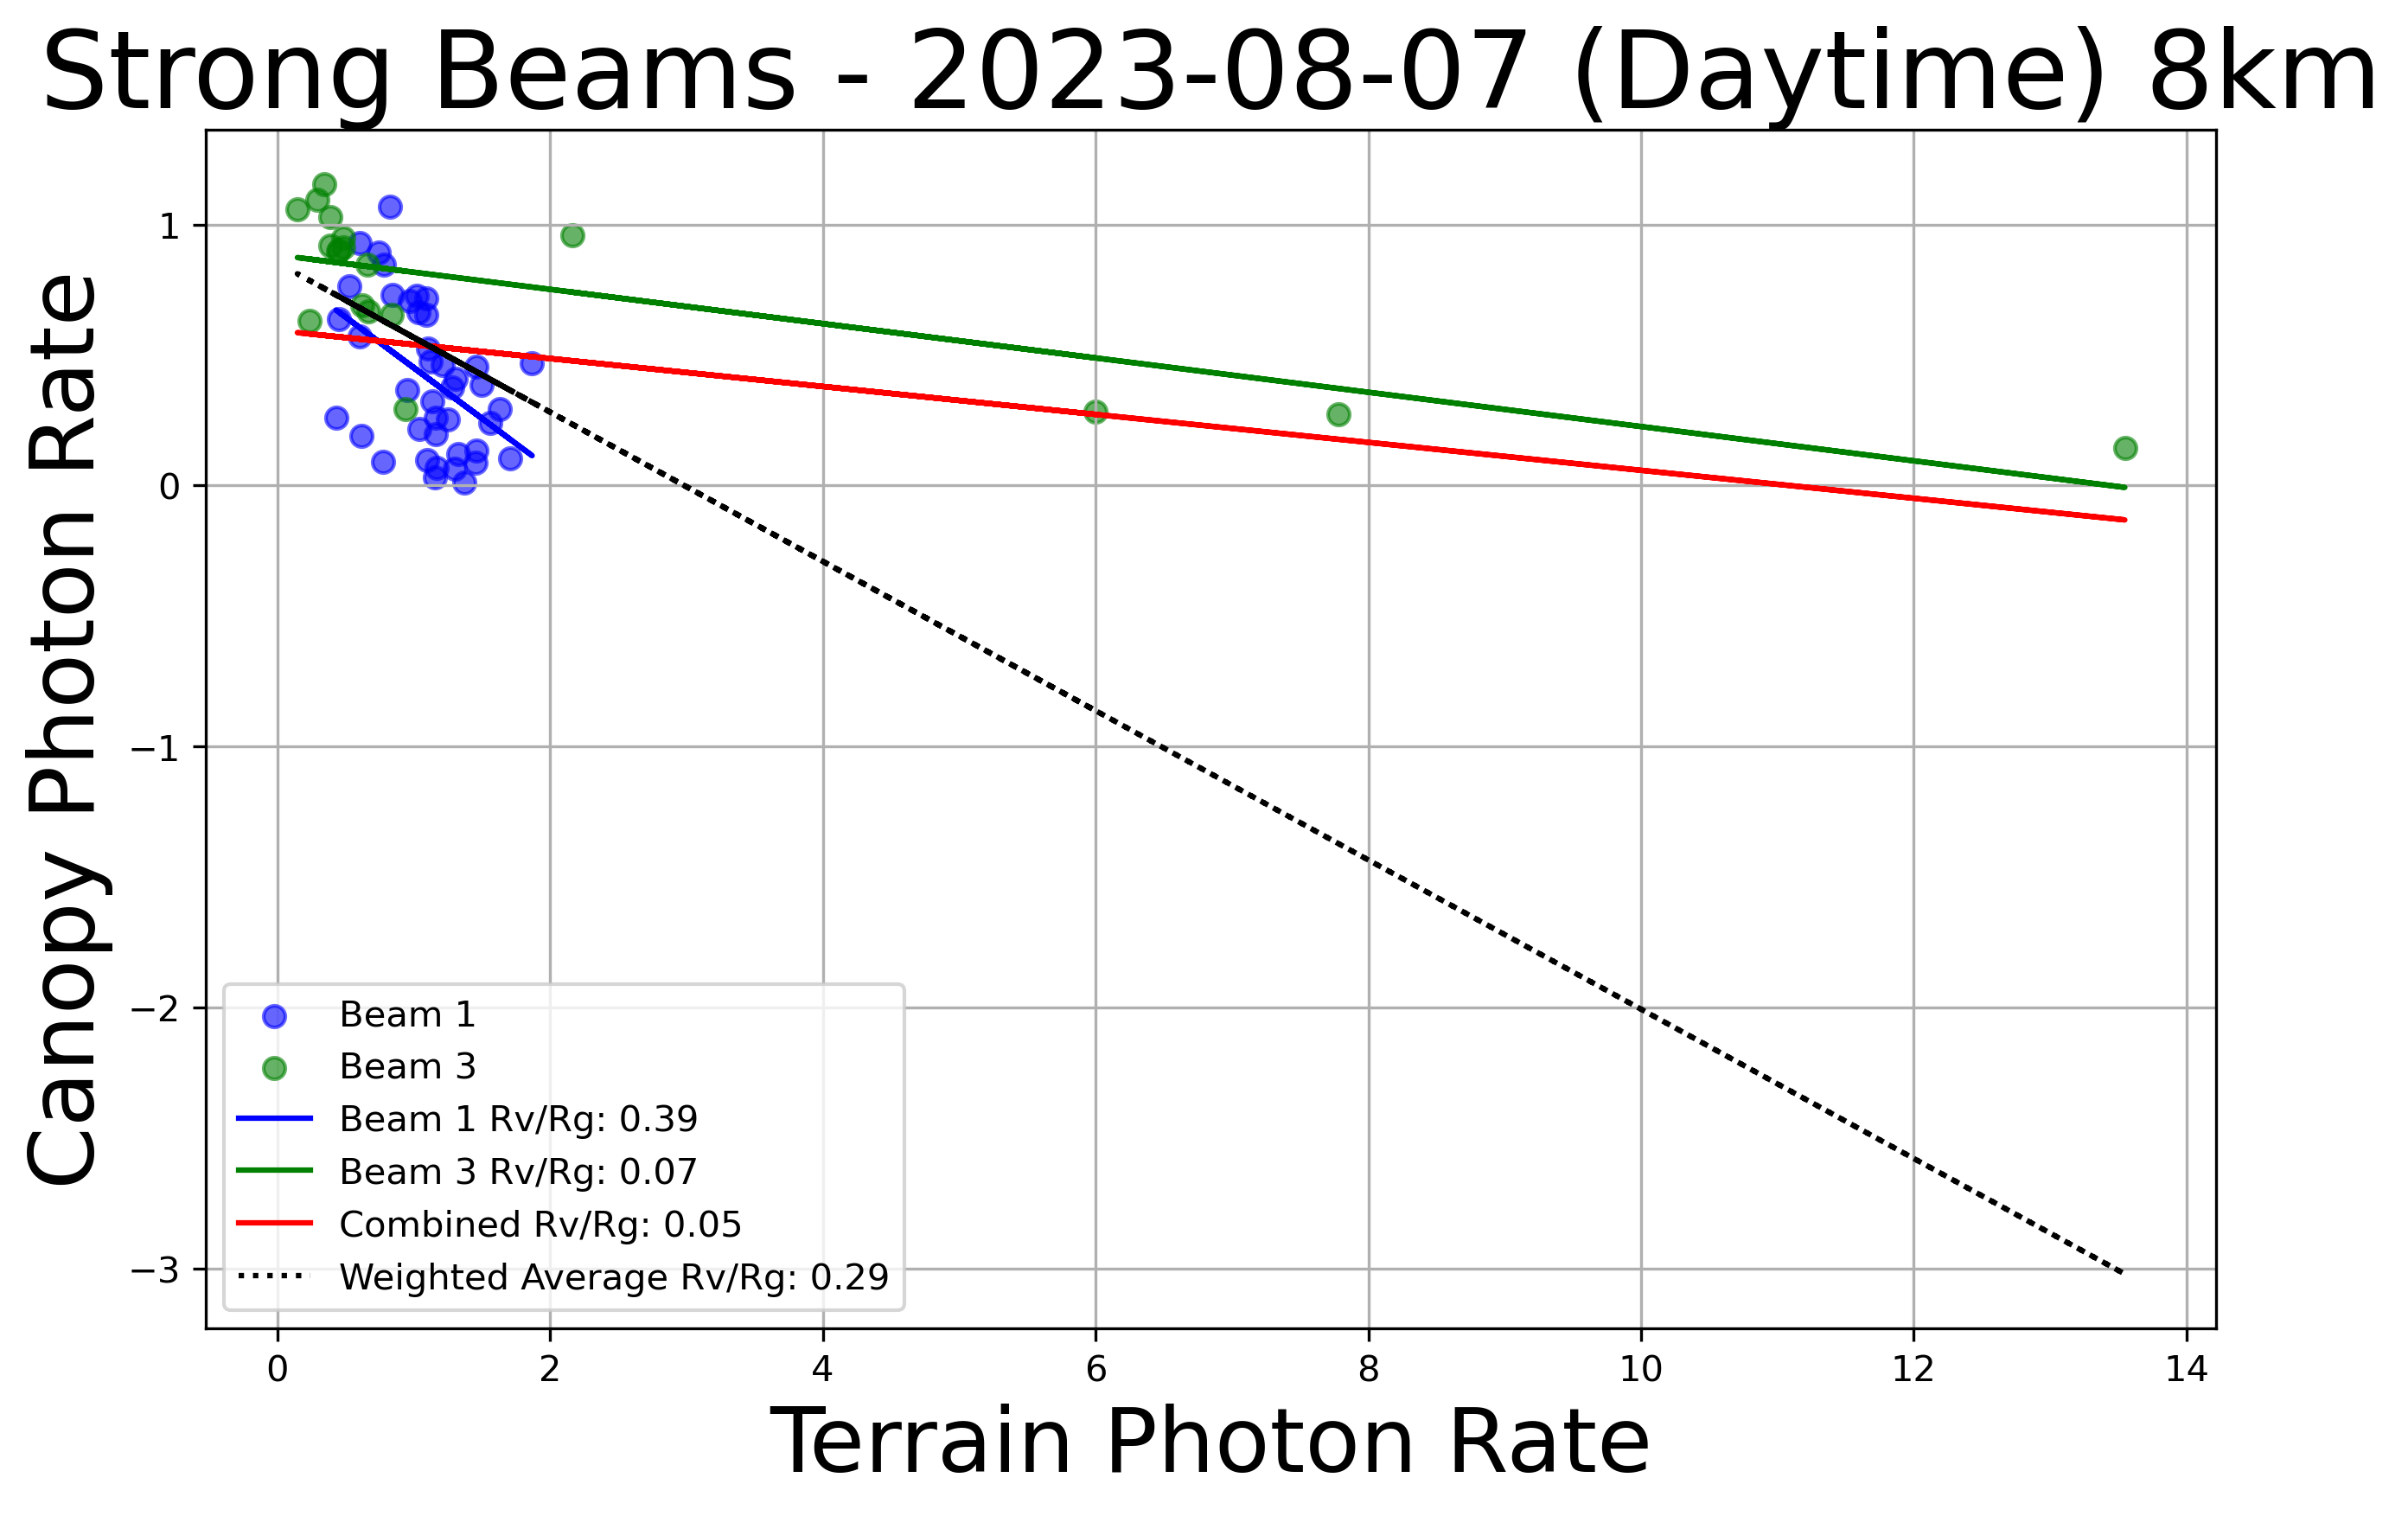 Strong Beams - 2023-08-07 (Daytime) 8km
Canopy Photon Rate
1
0
−1
−2
−3
Beam 1
Beam 3
Beam 1 Rv/Rg: 0.39
Beam 3 Rv/Rg: 0.07
Combined Rv/Rg: 0.05
Weighted Average Rv/Rg: 0.29
0 2 4 6 8 10 12 14
Terrain Photon Rate